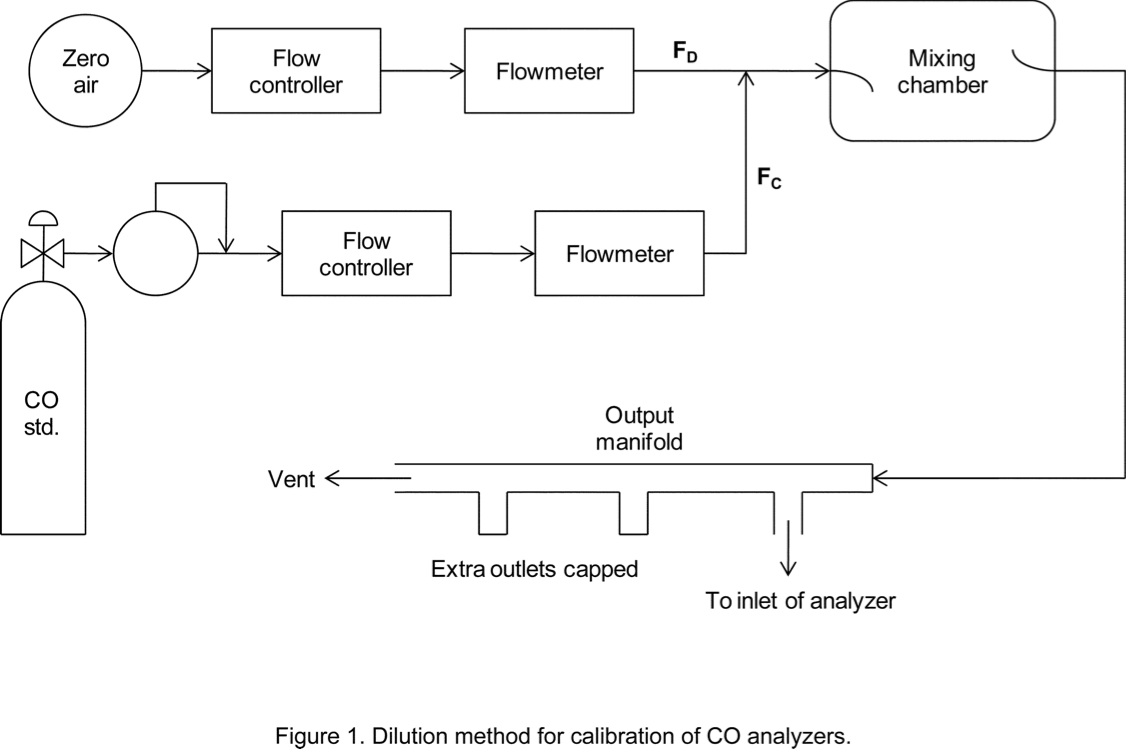 Zero
air
Flow
controller
Flowmeter
F_D
Mixing
chamber
F_C
Flow
controller
Flowmeter
CO
std.
Output
manifold
Vent
Extra outlets capped
To inlet of analyzer
Figure 1. Dilution method for calibration of CO analyzers.